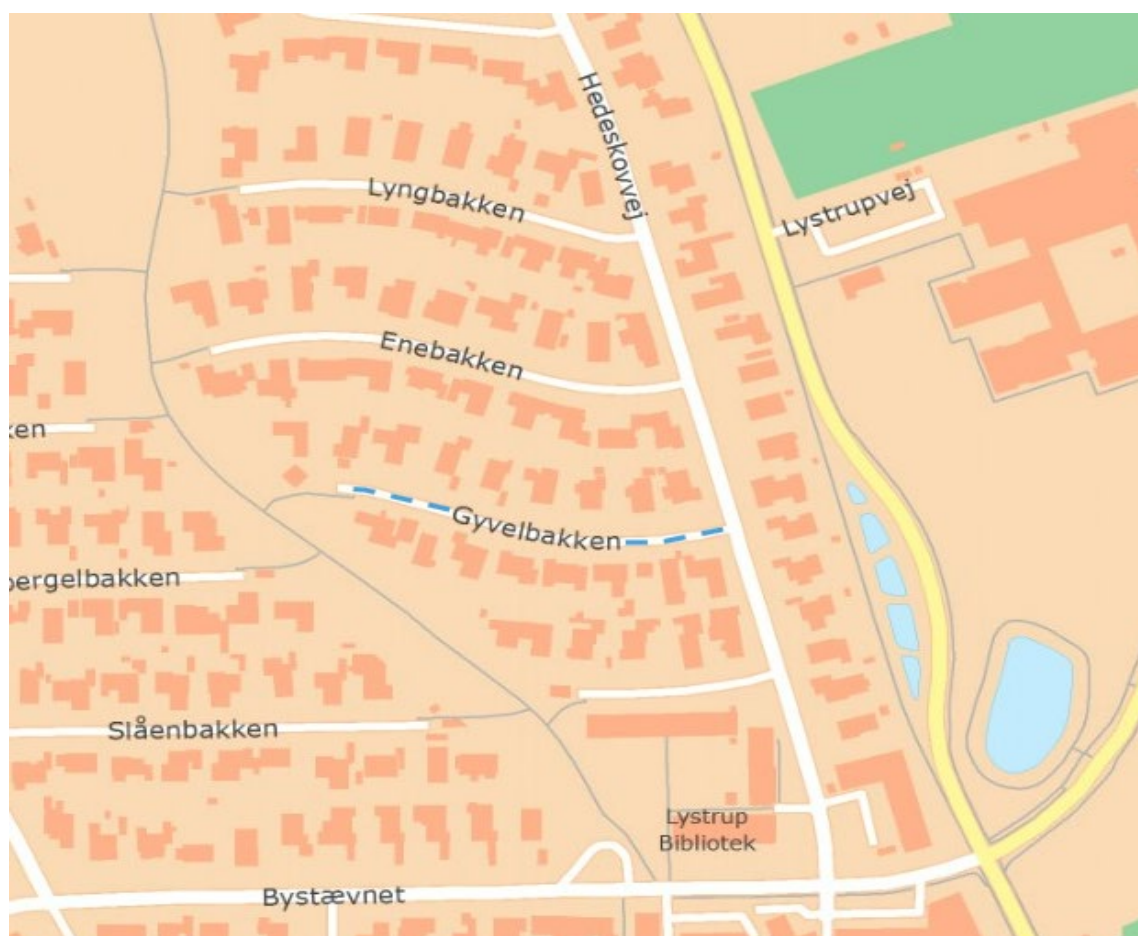 Hedeskovvej
Lyngbakken
Lystrupvej
Enebakken
ken
Gyvelbakken
bergelbakken
Slåenbakken
Lystrup
Bibliotek
Bystævnet